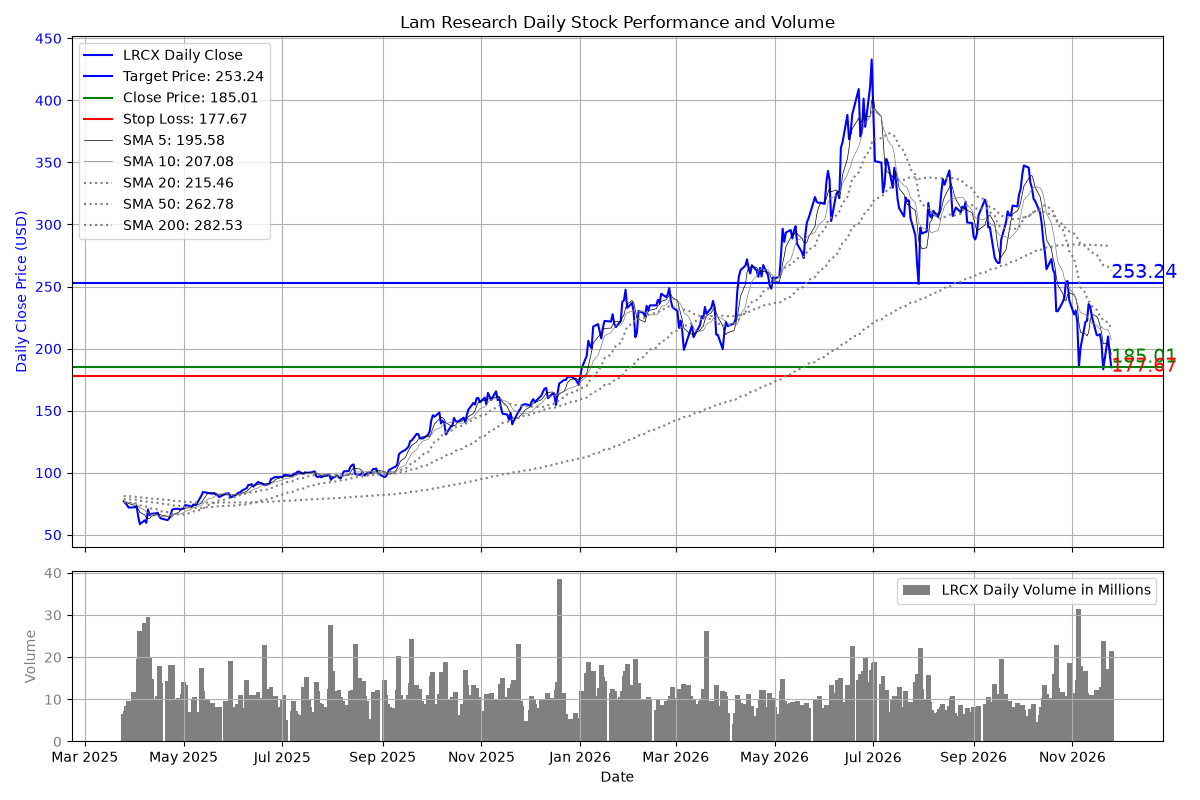 Lam Research Daily Stock Performance and Volume
450
400
350
300
250
200
150
100
50
Daily Close Price (USD)
LRCX Daily Close
Target Price: 253.24
Close Price: 185.01
Stop Loss: 177.67
SMA 5: 195.58
SMA 10: 207.08
SMA 20: 215.46
SMA 50: 262.78
SMA 200: 282.53
253.24
185.01
177.67
40
30
20
10
0
Volume
LRCX Daily Volume in Millions
Mar 2025 May 2025 Jul 2025 Sep 2025 Nov 2025 Jan 2026 Mar 2026 May 2026 Jul 2026 Sep 2026 Nov 2026
Date